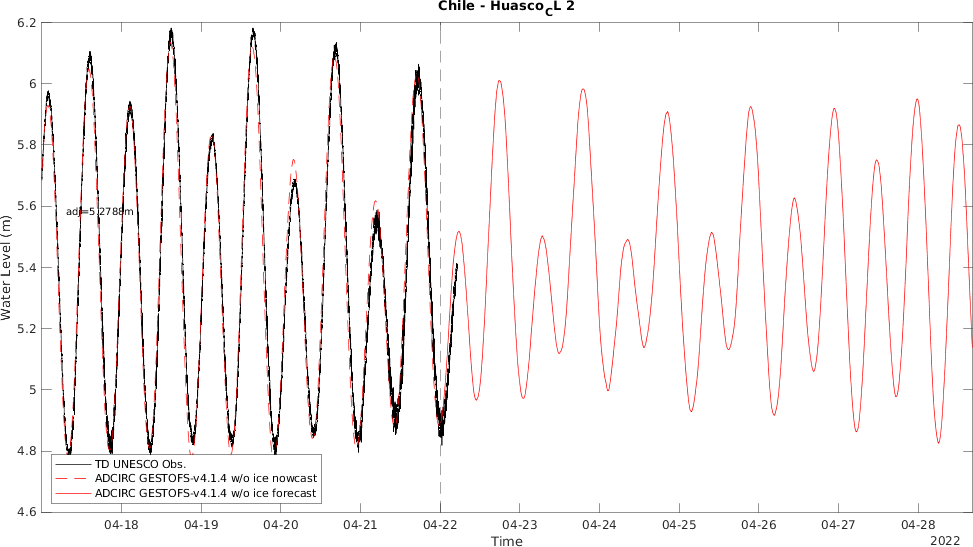 Chile - Huasco_CL 2
6.2
6
5.8
5.6
5.4
5.2
5
4.8
4.6
Water Level (m)
adj=5.2788m
TD UNESCO Obs.
ADCIRC GESTOFS-v4.1.4 w/o ice nowcast
ADCIRC GESTOFS-v4.1.4 w/o ice forecast
04-18 04-19 04-20 04-21 04-22 04-23 04-24 04-25 04-26 04-27 04-28
Time
2022